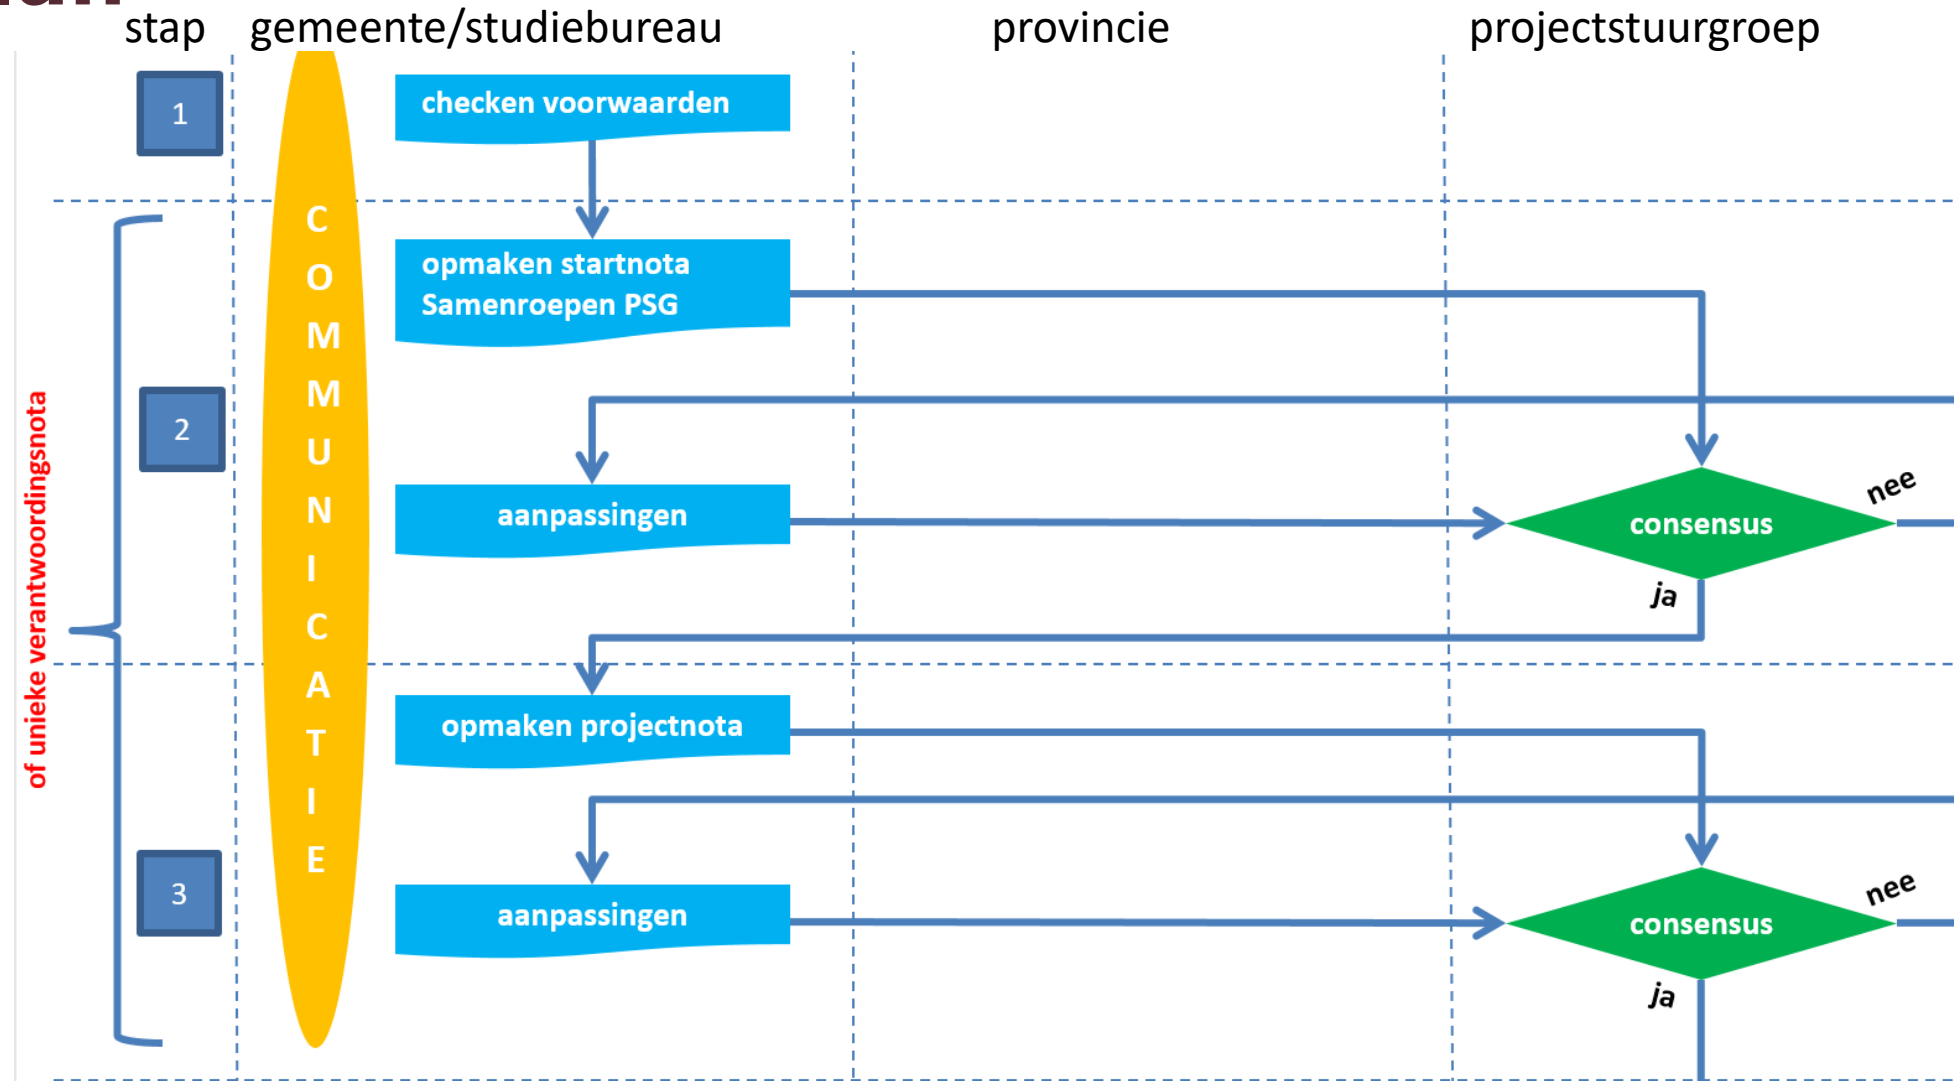 stap
gemeente/studiebureau
provincie
projectstuurgroep
1
checken voorwaarden
COMMUNICATIE
opmaken startnota
Samenroepen PSG
2
of unieke verantwoordingsnota
aanpassingen
consensus
nee
ja
opmaken projectnota
3
aanpassingen
consensus
nee
ja